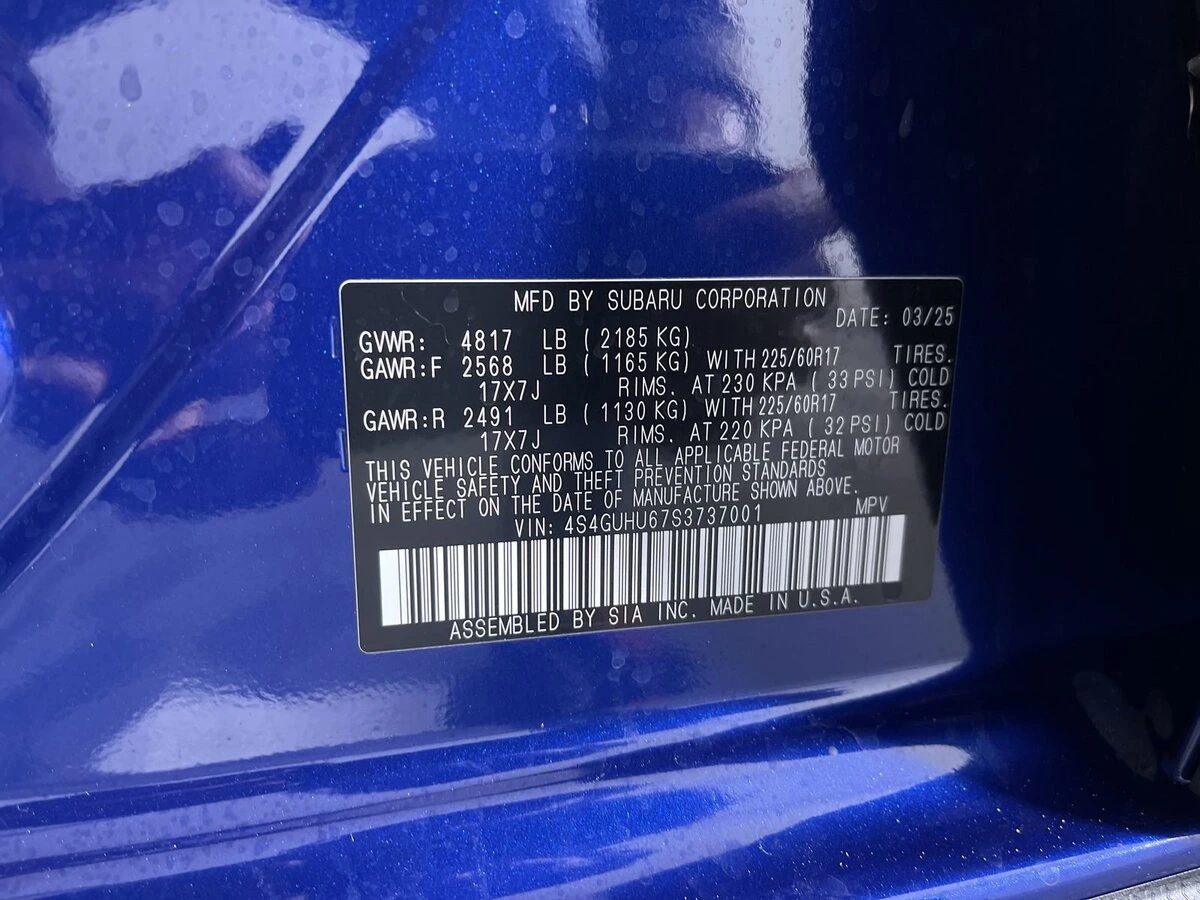 MFD BY SUBARU CORPORATION
DATE: 03/25
GVWR: 4817 LB ( 2185 KG)
GAWR:F 2568 LB ( 1165 KG) WITH 225/60R17 TIRES.
17X7J RIMS. AT 230 KPA ( 33 PSI) COLD
GAWR:R 2491 LB ( 1130 KG) WITH 225/60R17 TIRES.
17X7J RIMS. AT 220 KPA ( 32 PSI) COLD
THIS VEHICLE CONFORMS TO ALL APPLICABLE FEDERAL MOTOR
VEHICLE SAFETY AND THEFT PREVENTION STANDARDS
IN EFFECT ON THE DATE OF MANUFACTURE SHOWN ABOVE.
VIN: 4S4GUHU67S3737001 MPV
ASSEMBLED BY SIA INC. MADE IN U.S.A.